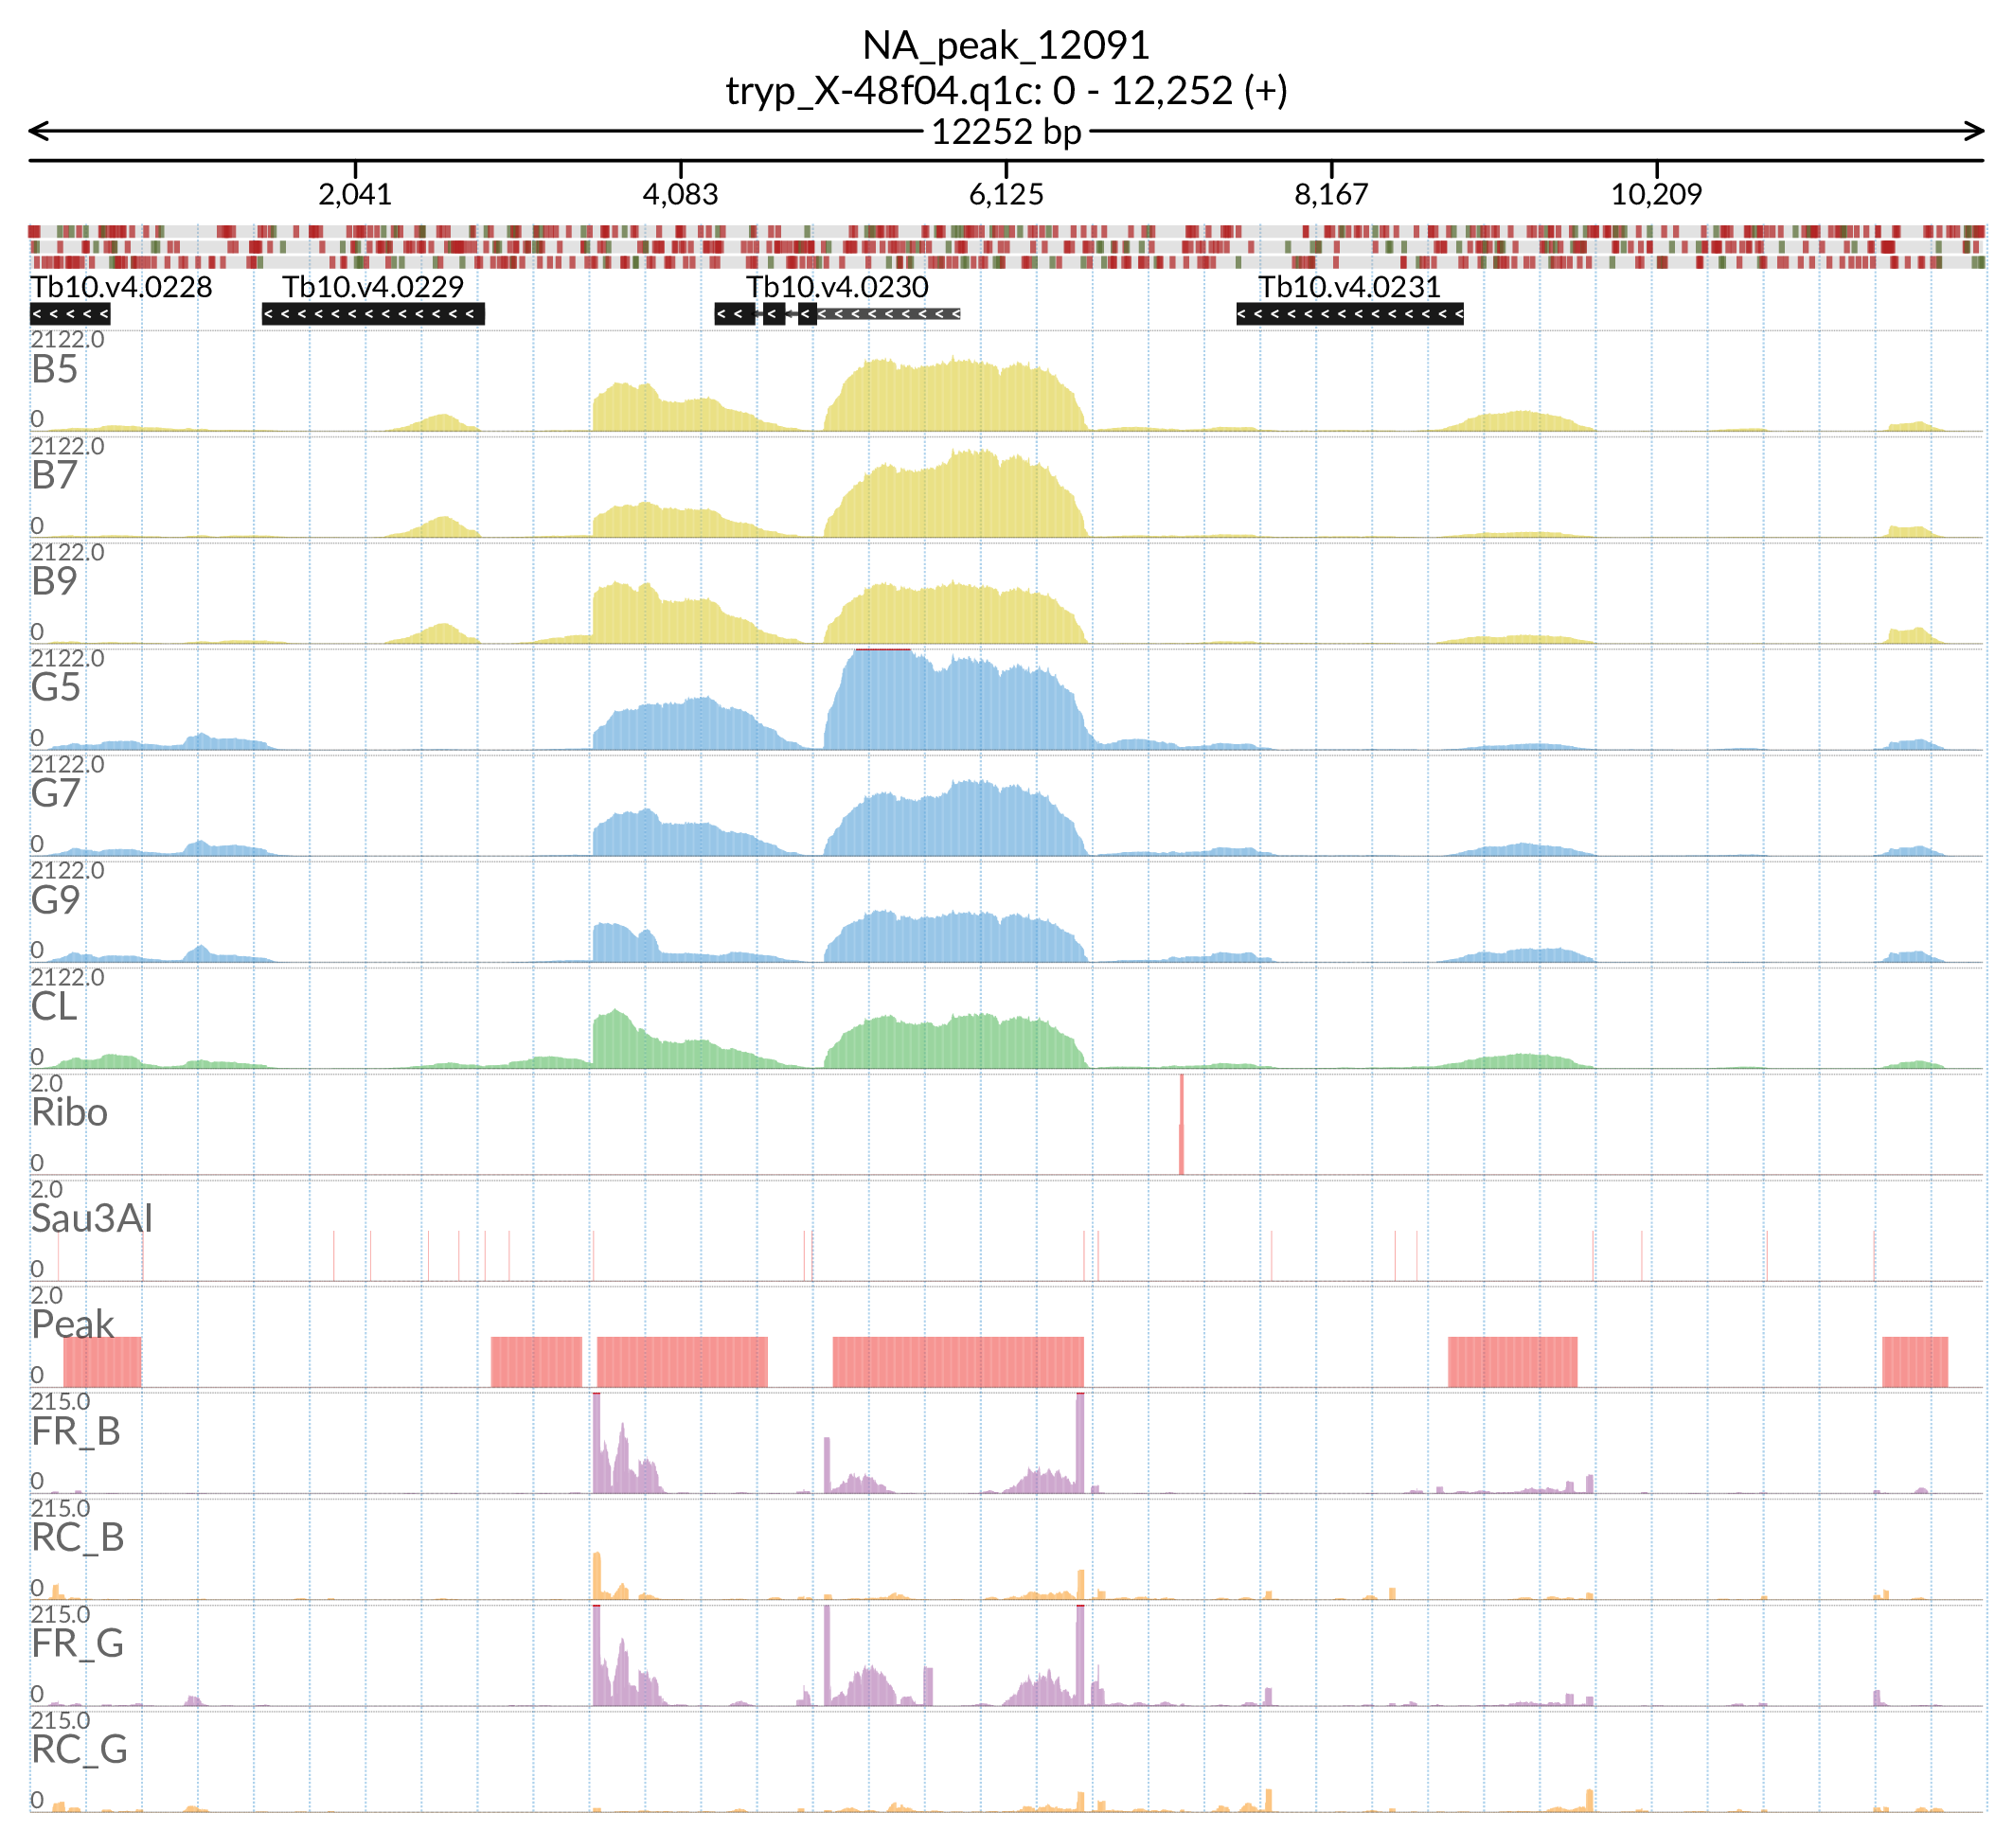 NA_peak_12091
tryp_X-48f04.q1c: 0 - 12,252 (+)
12252 bp
2,041 4,083 6,125 8,167 10,209
Tb10.v4.0228 Tb10.v4.0229 Tb10.v4.0230 Tb10.v4.0231
2122.0
B5
0
2122.0
B7
0
2122.0
B9
0
2122.0
G5
0
2122.0
G7
0
2122.0
G9
0
2122.0
CL
0
2.0
Ribo
0
2.0
Sau3AI
0
2.0
Peak
0
215.0
FR_B
0
215.0
RC_B
0
215.0
FR_G
0
215.0
RC_G
0